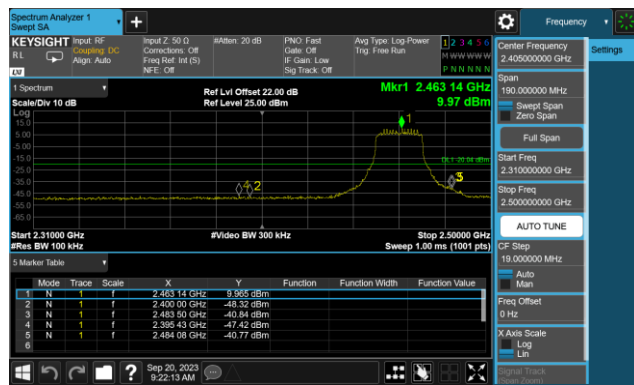 Spectrum Analyzer 1
Swept SA
Frequency
KEYSIGHT
Input: RF
Input Z: 50 Ω
#Atten: 20 dB
PNO: Fast
Avg Type: Log-Power
1 2 3 4 5 6
RL
Coupling: DC
Corrections: Off
Gate: Off
Trig: Free Run
M W W W W W
Align: Auto
Freq Ref: Int (S)
IF Gain: Low
NFE: Off
Sig Track: Off
P N N N N N
LXI
1 Spectrum
Ref Lvl Offset 22.00 dB
Mkr1 2.463 14 GHz
Scale/Div 10 dB
Ref Level 25.00 dBm
9.97 dBm
Log
15.0
5.00
-5.00
-15.0
-25.0
-35.0
-45.0
-55.0
-65.0
1
DL1 -20.04 dBm
4 2
5
Start 2.31000 GHz
#Video BW 300 kHz
Stop 2.50000 GHz
#Res BW 100 kHz
Sweep 1.00 ms (1001 pts)
5 Marker Table
Mode Trace Scale X Y Function Function Width Function Value
1 N 1 f 2.463 14 GHz 9.965 dBm
2 N 1 f 2.400 00 GHz -48.32 dBm
3 N 1 f 2.483 50 GHz -40.84 dBm
4 N 1 f 2.395 43 GHz -47.42 dBm
5 N 1 f 2.484 08 GHz -40.77 dBm
6
Sep 20, 2023
9:22:13 AM
Center Frequency
2.405000000 GHz
Settings
Span
190.000000 MHz
Swept Span
Zero Span
Full Span
Start Freq
2.310000000 GHz
Stop Freq
2.500000000 GHz
AUTO TUNE
CF Step
19.000000 MHz
Auto
Man
Freq Offset
0 Hz
X Axis Scale
Log
Lin
Signal Track
(Span Zoom)